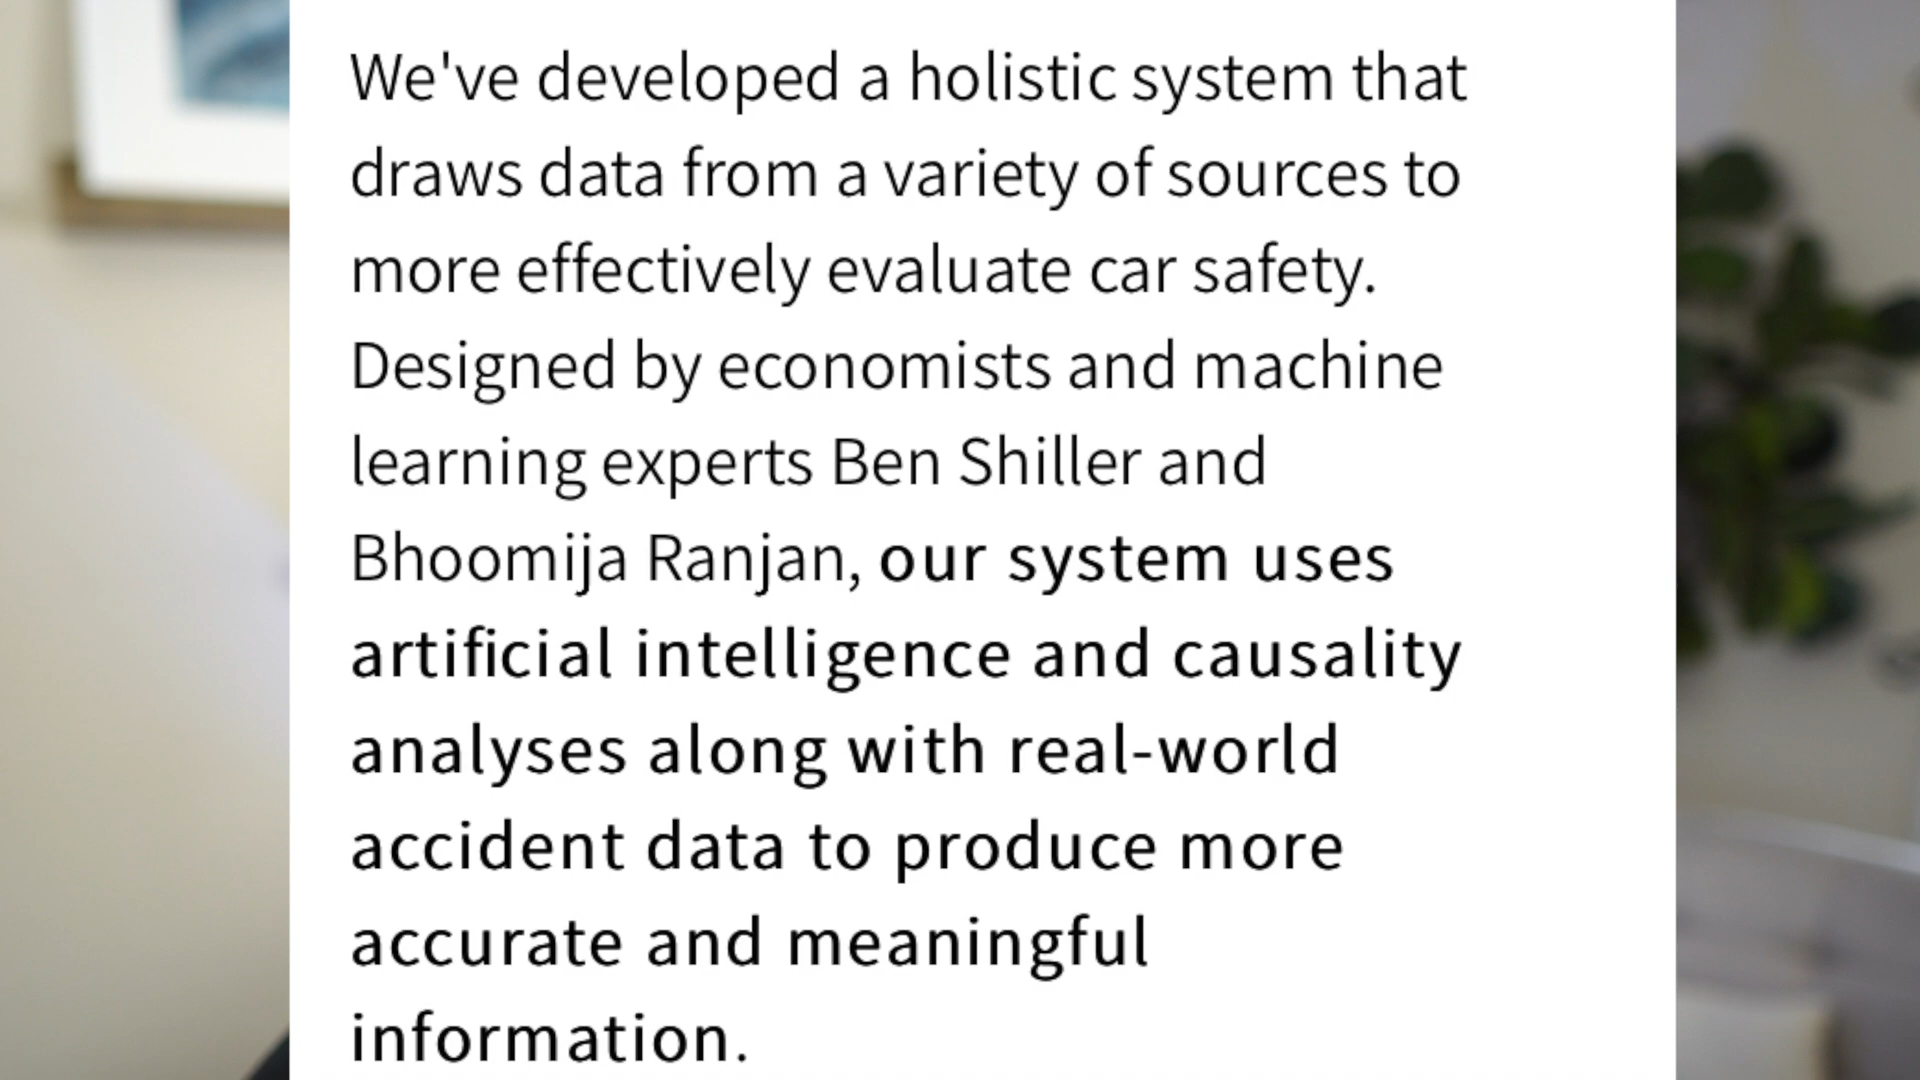 We've developed a holistic system that
draws data from a variety of sources to
more effectively evaluate car safety.
Designed by economists and machine
learning experts Ben Shiller and
Bhoomija Ranjan, our system uses
artificial intelligence and causality
analyses along with real-world
accident data to produce more
accurate and meaningful
information.